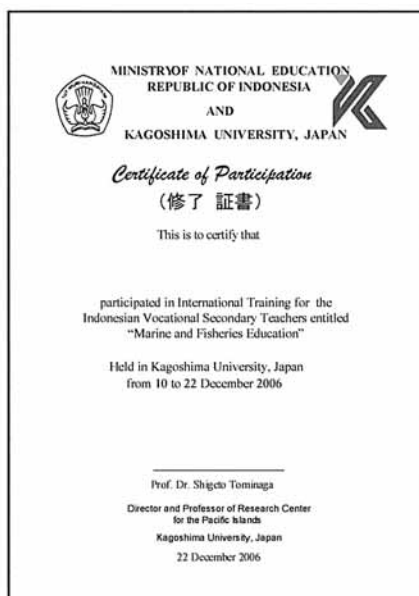 MINISTRYOF NATIONAL EDUCATION
REPUBLIC OF INDONESIA
AND
KAGOSHIMA UNIVERSITY, JAPAN
Certificate of Participation
（修了 証書）
This is to certify that
participated in International Training for the
Indonesian Vocational Secondary Teachers entitled
“Marine and Fisheries Education”
Held in Kagoshima University, Japan
from 10 to 22 December 2006
Prof. Dr. Shigeto Tominaga
Director and Professor of Research Center
for the Pacific Islands
Kagoshima University, Japan
22 December 2006